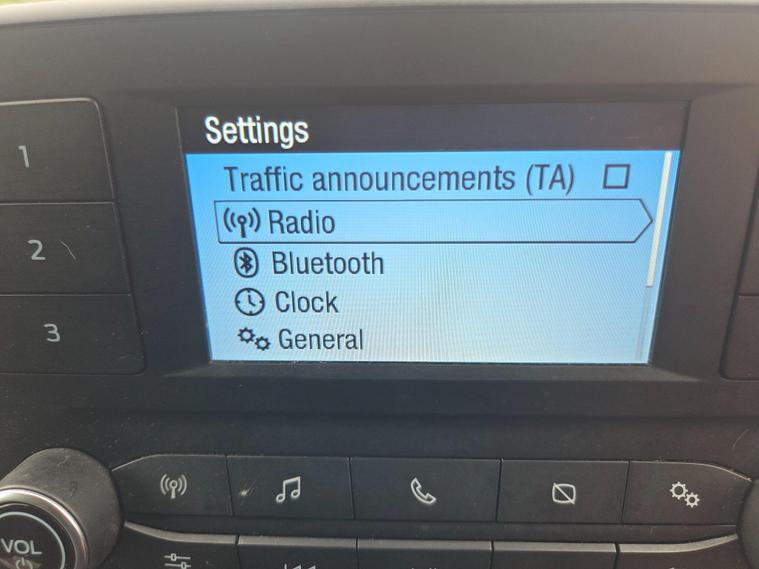 Settings
Traffic announcements (TA)
Radio
Bluetooth
Clock
General
1
2
3
VOL